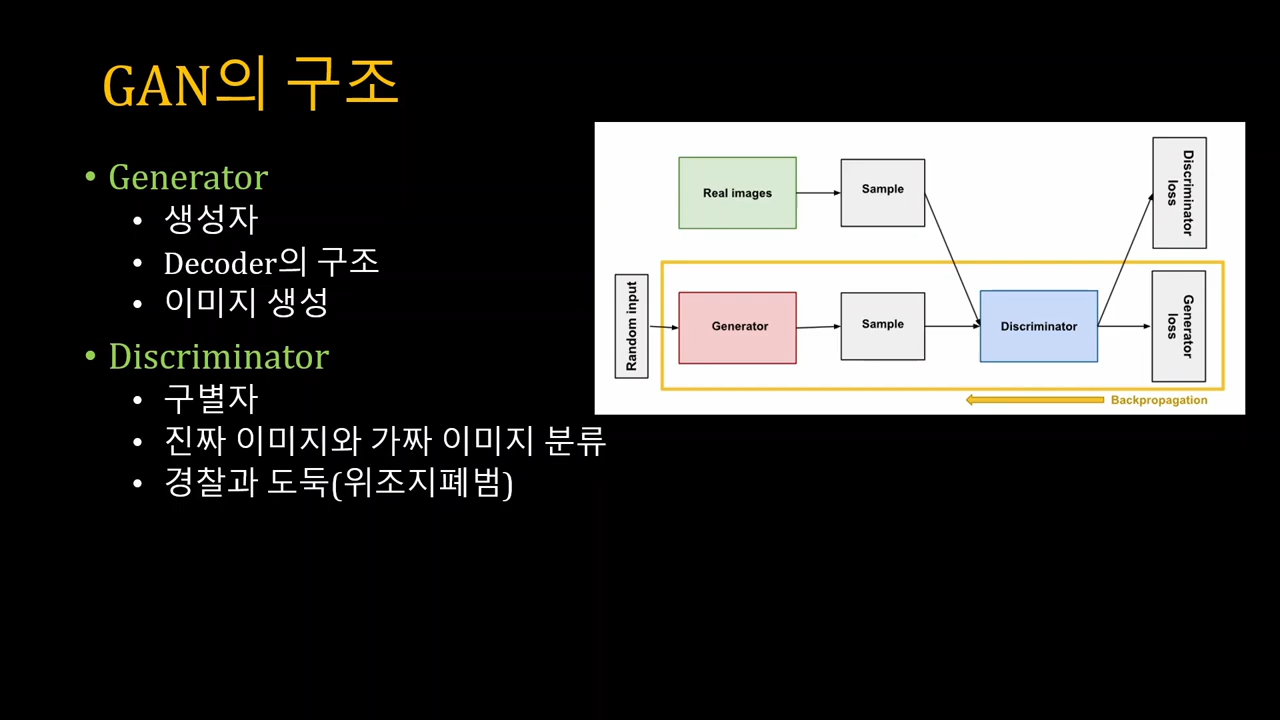 GAN의 구조
• Generator
• 생성자
• Decoder의 구조
• 이미지 생성
• Discriminator
• 구별자
• 진짜 이미지와 가짜 이미지 분류
• 경찰과 도둑(위조지폐범)
Real images
Sample
Discriminator
loss
Random input
Generator
Sample
Discriminator
Generator
loss
Backpropagation